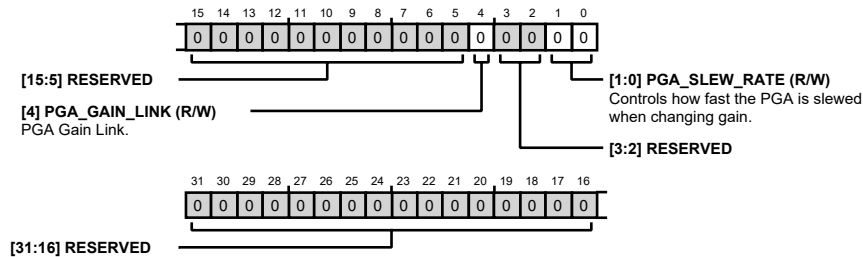 15 14 13 12 11 10 9 8 7 6 5 4 3 2 1 0
0 0 0 0 0 0 0 0 0 0 0 0 0 0 0 0
[15:5] RESERVED
[4] PGA_GAIN_LINK (R/W)
PGA Gain Link.
[1:0] PGA_SLEW_RATE (R/W)
Controls how fast the PGA is slewed
when changing gain.
[3:2] RESERVED
31 30 29 28 27 26 25 24 23 22 21 20 19 18 17 16
0 0 0 0 0 0 0 0 0 0 0 0 0 0 0 0
[31:16] RESERVED